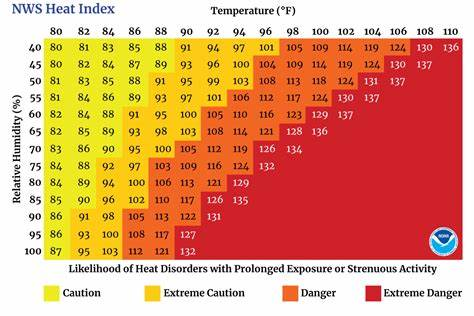 NWS Heat Index
Temperature (°F)
80 82 84 86 88 90 92 94 96 98 100 102 104 106 108 110
Relative Humidity (%)
40 80 81 83 85 88 91 94 97 101 105 109 114 119 124 130 136
45 80 82 84 87 89 93 96 100 104 109 114 119 124 130 137
50 81 83 85 88 91 95 99 103 108 113 118 124 131 137
55 81 84 86 89 93 97 101 106 112 117 124 130 137
60 82 84 88 91 95 100 105 110 116 123 129 137
65 82 85 89 93 98 103 108 114 121 128 136
70 83 86 90 95 100 105 112 119 126 134
75 84 88 92 97 103 109 116 124 132
80 84 89 94 100 106 113 121 129
85 85 90 96 102 110 117 126 135
90 86 91 98 105 113 122 131
95 86 93 100 108 117 127
100 87 95 103 112 121 132
NOAA
Likelihood of Heat Disorders with Prolonged Exposure or Strenuous Activity
Caution Extreme Caution Danger Extreme Danger